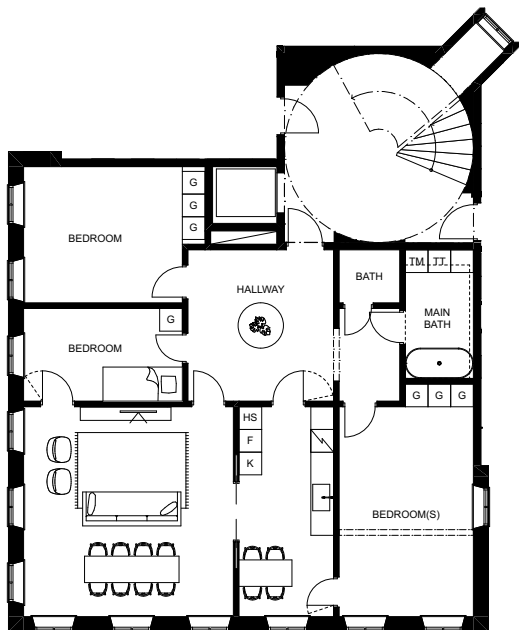 G
G
BEDROOM
G
TM TT
BATH
HALLWAY
MAIN
BATH
G
BEDROOM
G G G
HS
F
K
BEDROOM(S)